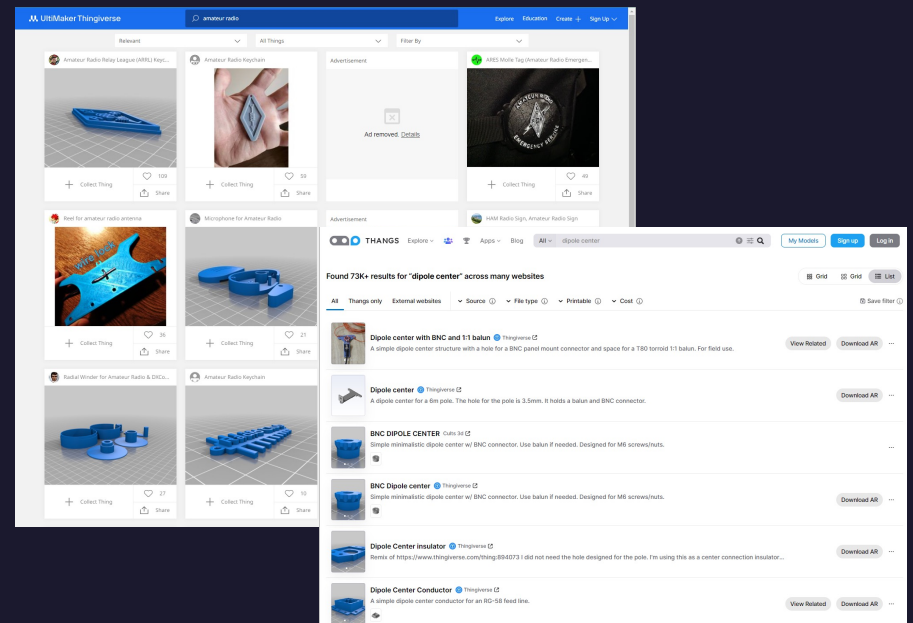 UltiMaker Thingiverse
amateur radio
Explore Education Create + Sign Up
Relevant
All Things
Filter By
Amateur Radio Relay League (ARRL) Keyc...
Amateur Radio Keychain
Advertisement
ARES Molle Tag (Amateur Radio Emergen...
Ad removed. Details
AMATEUR RADIO
EMERGENCY SERVICE
Collect Thing
109
Share
Collect Thing
59
Share
Collect Thing
49
Share
Reel for amateur radio antenna
Microphone for Amateur Radio
Advertisement
HAM Radio Sign, Amateur Radio Sign
wire lock
Collect Thing
36
Share
Collect Thing
21
Share
Radial Winder for Amateur Radio & DXCo...
Amateur Radio Keychain
Collect Thing
27
Share
Collect Thing
10
Share
THANGS Explore Apps Blog All dipole center My Models Sign up Log in
Found 73K+ results for "dipole center" across many websites
Grid Grid List
All Thangs only External websites Source File type Printable Cost Save filter
Dipole center with BNC and 1:1 balun Thingiverse
A simple dipole center structure with a hole for a BNC panel mount connector and space for a T80 torroid 1:1 balun. For field use.
View Related Download AR ...
Dipole center Thingiverse
A dipole center for a 6m pole. The hole for the pole is 3.5mm. It holds a balun and BNC connector.
Download AR ...
BNC DIPOLE CENTER Cults 3d
Simple minimalistic dipole center w/ BNC connector. Use balun if needed. Designed for M6 screws/nuts.
...
BNC Dipole center Thingiverse
Simple minimalistic dipole center w/ BNC connector. Use balun if needed. Designed for M6 screws/nuts.
Download AR ...
Dipole Center insulator Thingiverse
Remix of https://www.thingiverse.com/thing:894073 I did not need the hole designed for the pole. I'm using this as a center connection insulator...
Download AR ...
Dipole Center Conductor Thingiverse
A simple dipole center conductor for an RG-58 feed line.
View Related Download AR ...